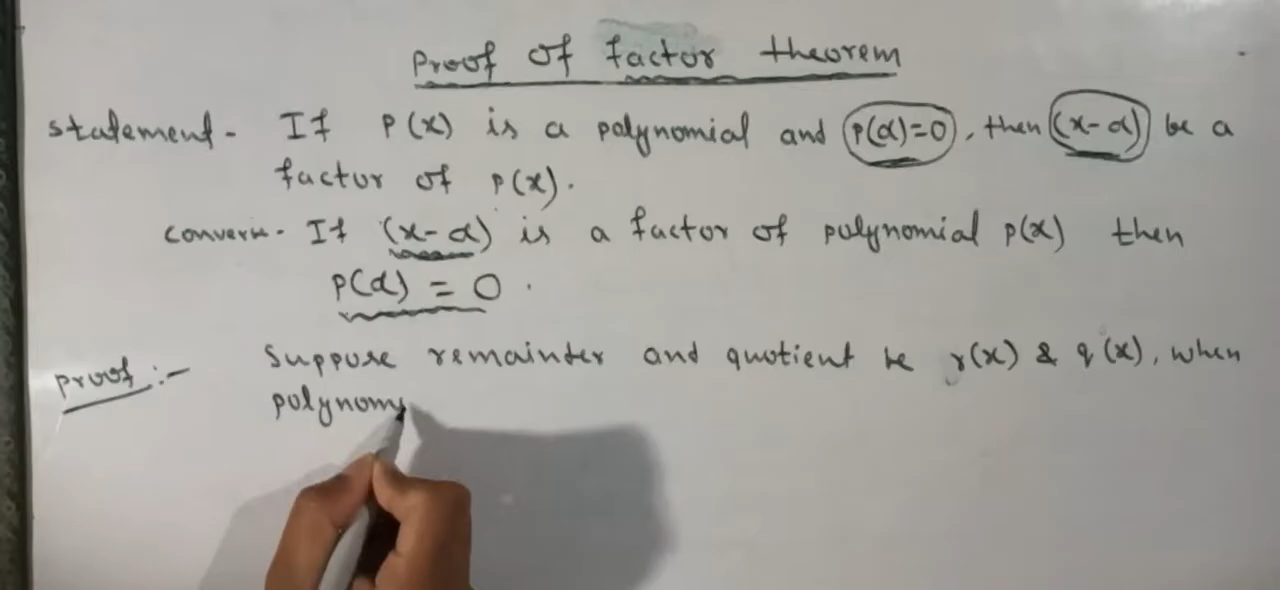 Proof of factor theorem
Statement - If P(x) is a polynomial and P(α)=0, then (x-α) be a
factor of P(x).
Converse - If (x-α) is a factor of polynomial p(x) then
P(α) = 0.
Proof :- Suppose remainder and quotient be r(x) & q(x), when
polynom